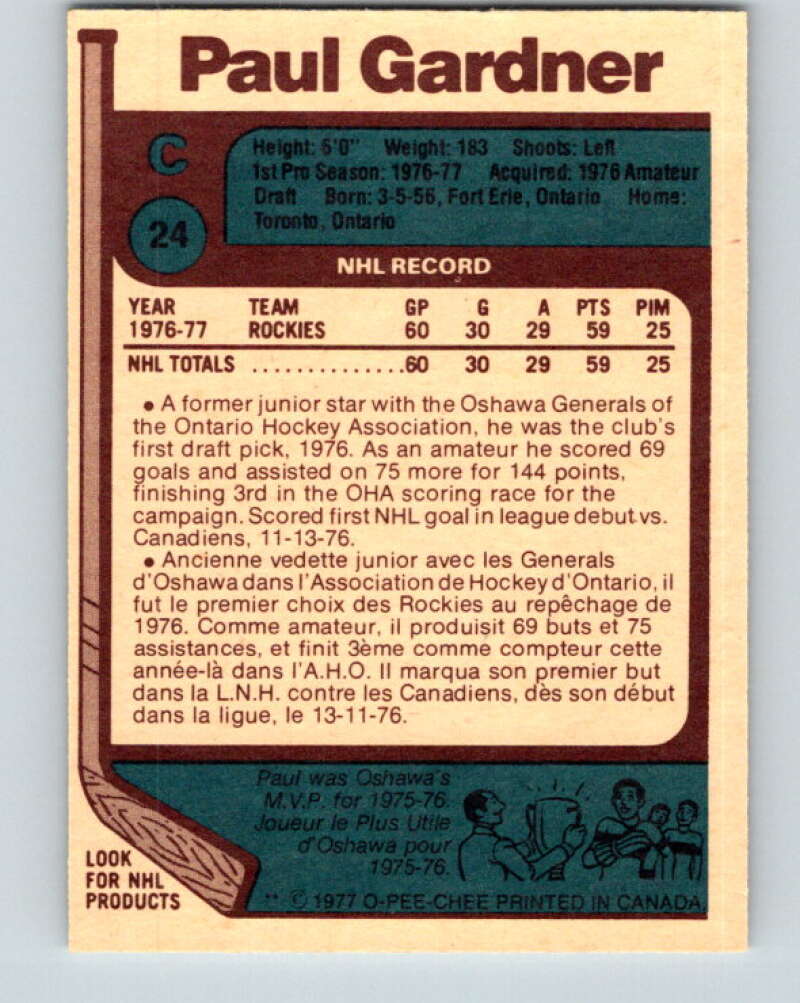 Paul Gardner
C
24
Height: 6'0" Weight: 183 Shoots: Left
1st Pro Season: 1976-77 Acquired: 1976 Amateur
Draft Born: 3-5-56, Fort Erie, Ontario Home:
Toronto, Ontario
NHL RECORD
YEAR TEAM GP G A PTS PIM
1976-77 ROCKIES 60 30 29 59 25
NHL TOTALS ..............60 30 29 59 25
• A former junior star with the Oshawa Generals of
the Ontario Hockey Association, he was the club's
first draft pick, 1976. As an amateur he scored 69
goals and assisted on 75 more for 144 points,
finishing 3rd in the OHA scoring race for the
campaign. Scored first NHL goal in league debut vs.
Canadiens, 11-13-76.
• Ancienne vedette junior avec les Generals
d'Oshawa dans l'Association de Hockey d'Ontario, il
fut le premier choix des Rockies au repêchage de
1976. Comme amateur, il produisit 69 buts et 75
assistances, et finit 3ème comme compteur cette
année-là dans l'A.H.O. Il marqua son premier but
dans la L.N.H. contre les Canadiens, dès son début
dans la ligue, le 13-11-76.
Paul was Oshawa's
M.V.P. for 1975-76.
Joueur le Plus Utile
d'Oshawa pour
1975-76.
LOOK
FOR NHL
PRODUCTS
** © 1977 O-PEE-CHEE PRINTED IN CANADA.